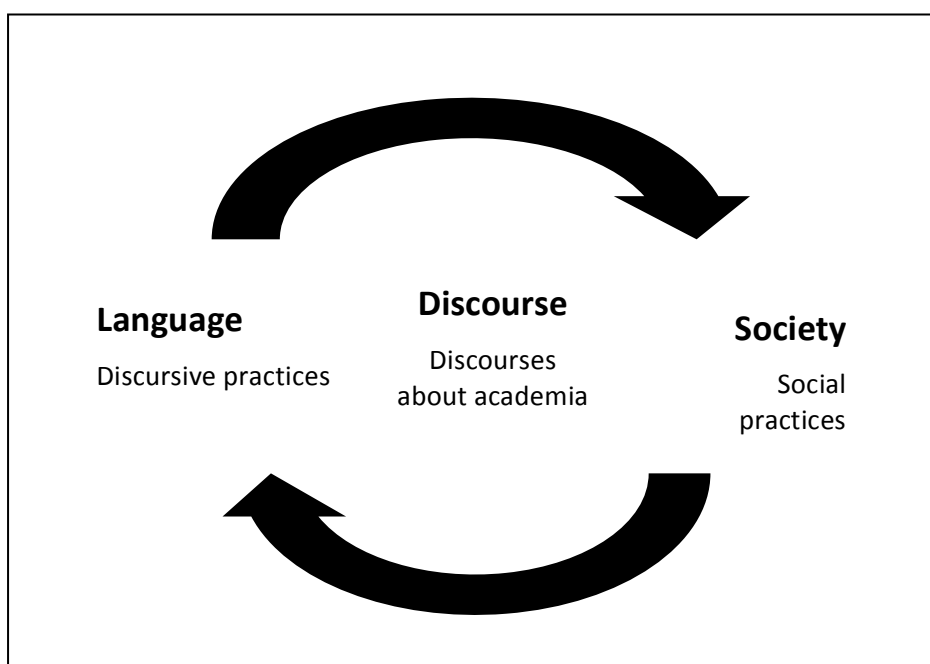 Language
Discursive practices
Discourse
Discourses
about academia
Society
Social
practices